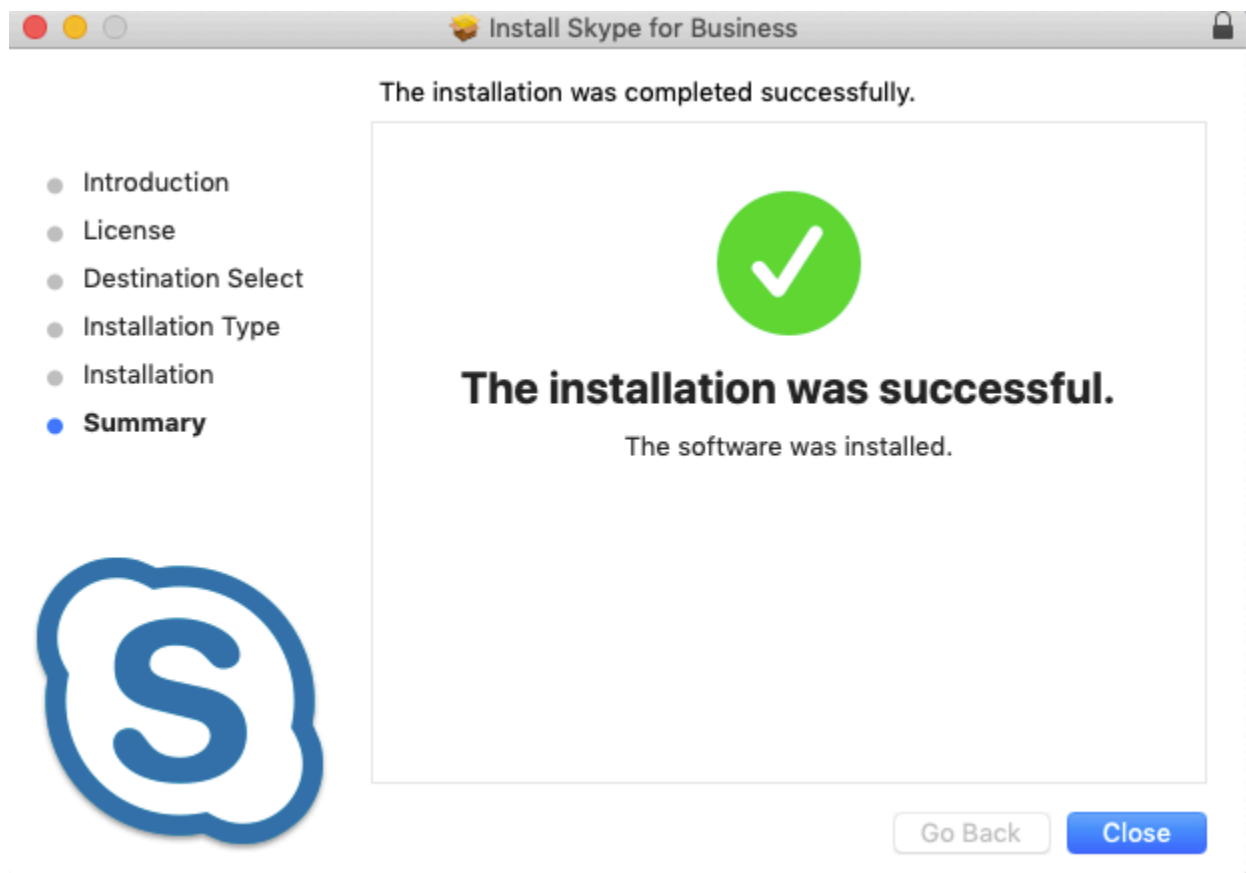 Install Skype for Business
The installation was completed successfully.
Introduction
License
Destination Select
Installation Type
Installation
Summary
The installation was successful.
The software was installed.
S
Go Back
Close